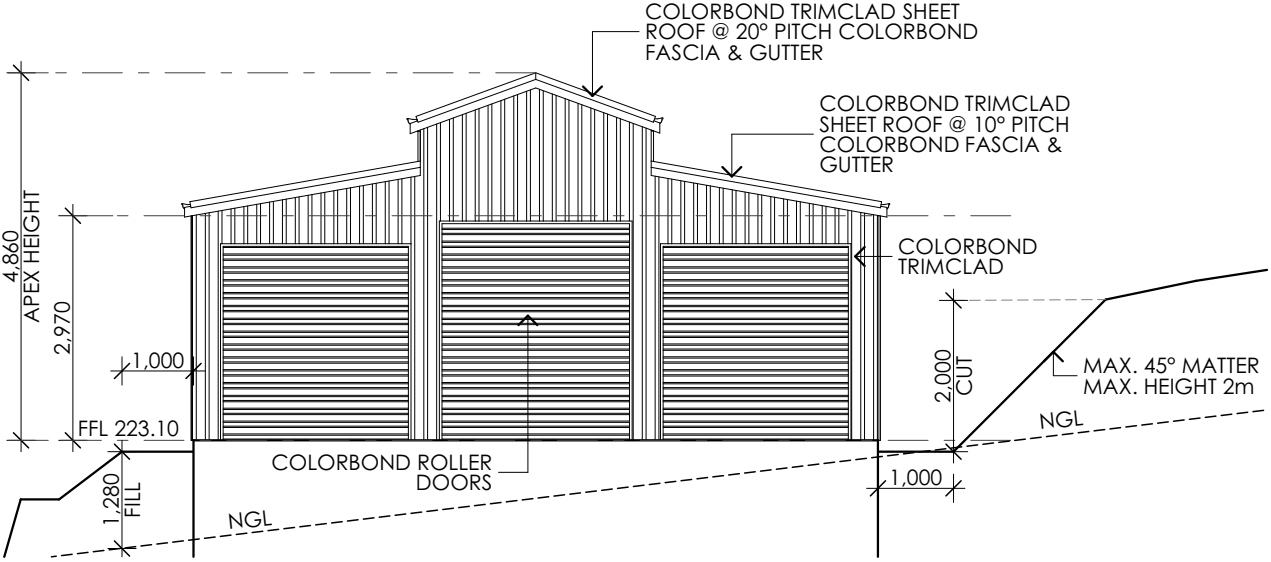 COLORBOND TRIMCLAD SHEET
ROOF @ 20° PITCH COLORBOND
FASCIA & GUTTER
COLORBOND TRIMCLAD
SHEET ROOF @ 10° PITCH
COLORBOND FASCIA &
GUTTER
4,860
APEX HEIGHT
2,970
1,000
COLORBOND
TRIMCLAD
2,000
CUT
MAX. 45° MATTER
MAX. HEIGHT 2m
NGL
FFL 223.10
COLORBOND ROLLER
DOORS
1,000
1,280
FILL
NGL